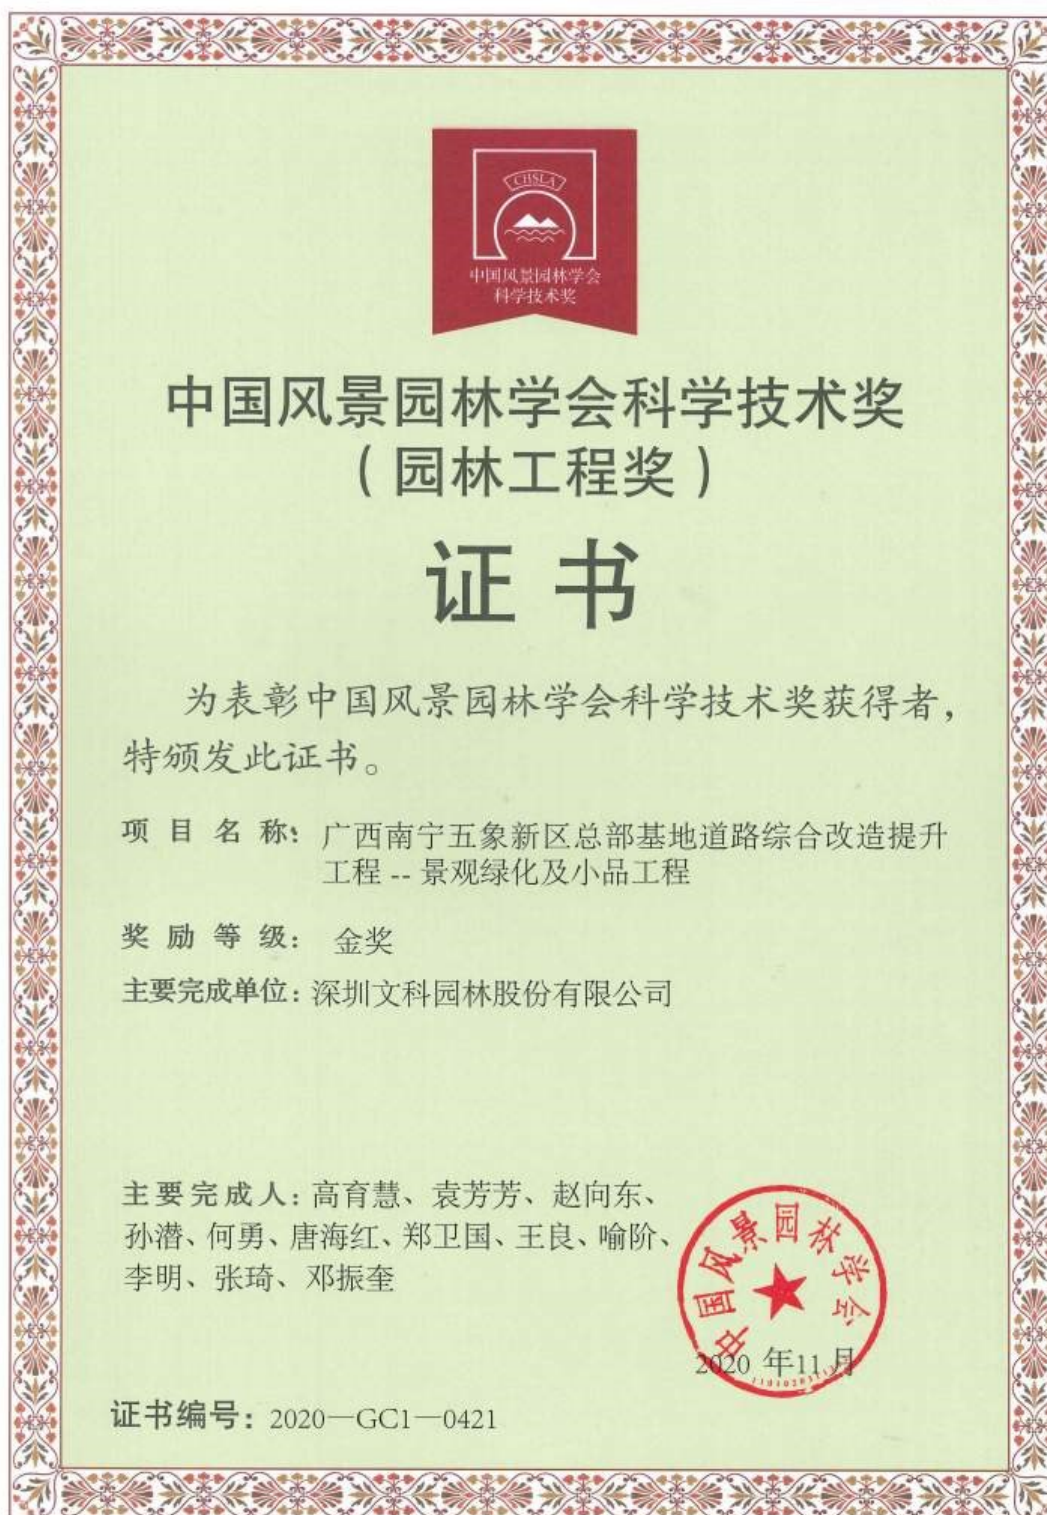 CHSLA
中国风景园林学会
科学技术奖
中国风景园林学会科学技术奖
（园林工程奖）
证书
为表彰中国风景园林学会科学技术奖获得者，
特颁发此证书。
项目名称：广西南宁五象新区总部基地道路综合改造提升
工程 -- 景观绿化及小品工程
奖励等级：金奖
主要完成单位：深圳文科园林股份有限公司
主要完成人：高育慧、袁芳芳、赵向东、
孙潜、何勇、唐海红、郑卫国、王良、喻阶、
李明、张琦、邓振奎
中国风景园林学会
2020 年11 月
证书编号：2020—GC1—0421